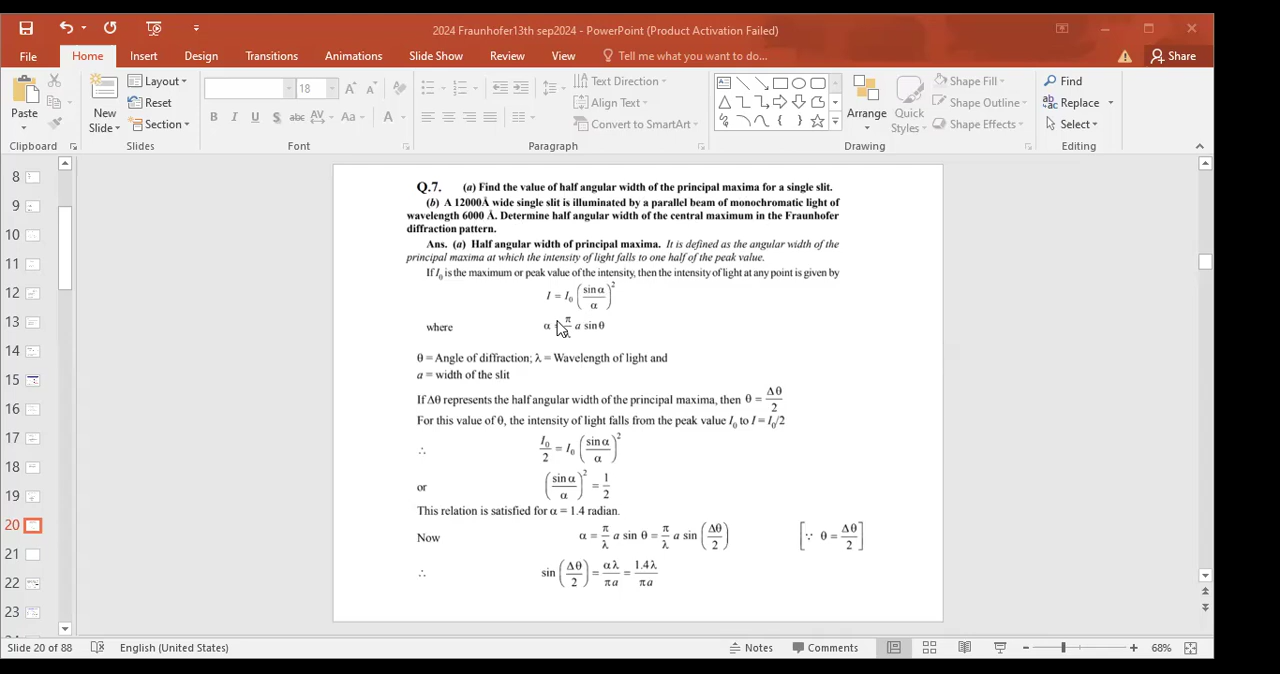 2024 Fraunhofer13th sep2024 - PowerPoint (Product Activation Failed)
File Home Insert Design Transitions Animations Slide Show Review View Tell me what you want to do... Share
Paste
New Slide
Layout
Reset
Section
18
B I U S abc AV Aa A
Text Direction
Align Text
Convert to SmartArt
Arrange
Quick Styles
Shape Fill
Shape Outline
Shape Effects
Find
Replace
Select
Clipboard Slides Font Paragraph Drawing Editing
8
9
10
11
12
13
14
15
16
17
18
19
20
21
22
23
Q.7. (a) Find the value of half angular width of the principal maxima for a single slit.
(b) A 12000Å wide single slit is illuminated by a parallel beam of monochromatic light of
wavelength 6000 Å. Determine half angular width of the central maximum in the Fraunhofer
diffraction pattern.
Ans. (a) Half angular width of principal maxima. It is defined as the angular width of the
principal maxima at which the intensity of light falls to one half of the peak value.
If I₀ is the maximum or peak value of the intensity, then the intensity of light at any point is given by
I = I₀ (sin α / α)²
where α = π/λ a sin θ
θ = Angle of diffraction; λ = Wavelength of light and
a = width of the slit
If Δθ represents the half angular width of the principal maxima, then θ = Δθ/2
For this value of θ, the intensity of light falls from the peak value I₀ to I = I₀/2
∴ I₀/2 = I₀ (sin α / α)²
or (sin α / α)² = 1/2
This relation is satisfied for α = 1.4 radian.
Now α = π/λ a sin θ = π/λ a sin (Δθ/2) [∵ θ = Δθ/2]
∴ sin (Δθ/2) = αλ/πa = 1.4λ/πa
Slide 20 of 88 English (United States) Notes Comments 68%